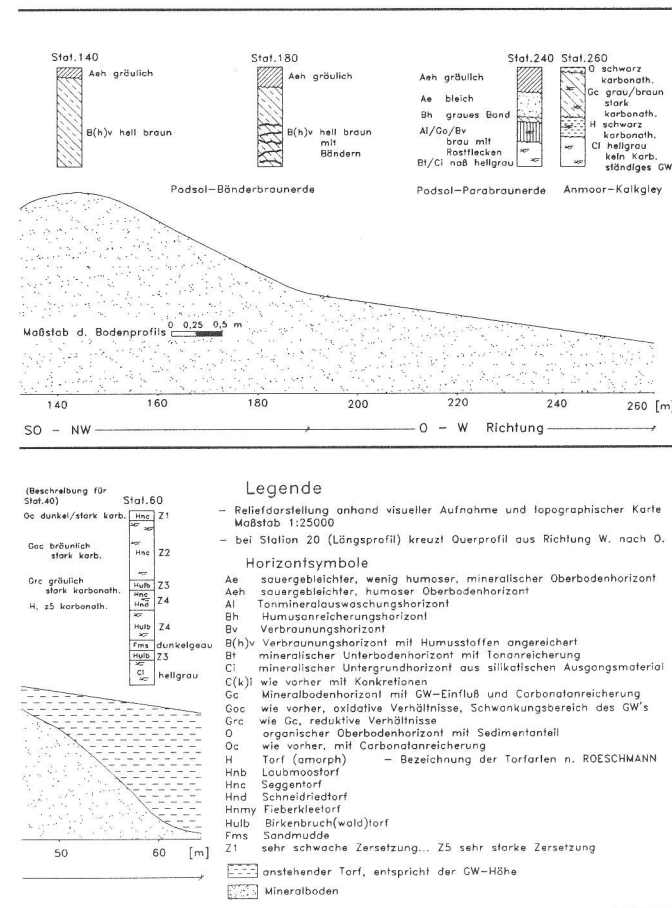 Stat.140
Stat.180
Stat.240 Stat.260
Aeh gräulich
B(h)v hell braun
Aeh gräulich
B(h)v hell braun
mit
Bändern
Aeh gräulich
Ae bleich
Bh graues Band
Al/Go/Bv
brau mit
Rostflecken
Bt/Ci naß hellgrau
O schwarz
karbonath.
Gc grau/braun
stark
karbonath.
H schwarz
karbonath.
Ci hellgrau
kein Karb.
ständiges GW
Podsol-Bänderbraunerde
Podsol-Parabraunerde
Anmoor-Kalkgley
Maßstab d. Bodenprofils 0 0,25 0,5 m
140 160 180 200 220 240 260 [m]
SO - NW
O - W Richtung
(Beschreibung für
Stat.40)
Stat.60
Oc dunkel/stark karb. Hnc Z1
Goc bräunlich
stark karb.
Hnc Z2
Grc gräulich
stark karbonath.
Hulb Z3
Hnc
Hnd Z4
H, z5 karbonath.
Hulb Z4
Fms dunkelgeau
Hulb Z3
Ci hellgrau
50 60 [m]
Legende
- Reliefdarstellung anhand visueller Aufnahme und topographischer Karte
Maßstab 1:25000
- bei Station 20 (Längsprofil) kreuzt Querprofil aus Richtung W. nach O.
Horizontsymbole
Ae sauergebleichter, wenig humoser, mineralischer Oberbodenhorizont
Aeh sauergebleichter, humoser Oberbodenhorizont
Al Tonmineralauswaschungshorizont
Bh Humusanreicherungshorizont
Bv Verbraunungshorizont
B(h)v Verbraunungshorizont mit Humusstoffen angereichert
Bt mineralischer Unterbodenhorizont mit Tonanreicherung
Ci mineralischer Untergrundhorizont aus silikatischen Ausgangsmaterial
C(k)i wie vorher mit Konkretionen
Gc Mineralbodenhorizont mit GW-Einfluß und Carbonatanreicherung
Goc wie vorher, oxidative Verhältnisse, Schwankungsbereich des GW's
Grc wie Gc, reduktive Verhältnisse
O organischer Oberbodenhorizont mit Sedimentanteil
Oc wie vorher, mit Carbonatanreicherung
H Torf (amorph) - Bezeichnung der Torfarten n. ROESCHMANN
Hnb Laubmoostorf
Hnc Seggentorf
Hnd Schneidriedtorf
Hnmy Fieberkleetorf
Hulb Birkenbruch(wald)torf
Fms Sandmudde
Z1 sehr schwache Zersetzung... Z5 sehr starke Zersetzung
anstehender Torf, entspricht der GW-Höhe
Mineralboden